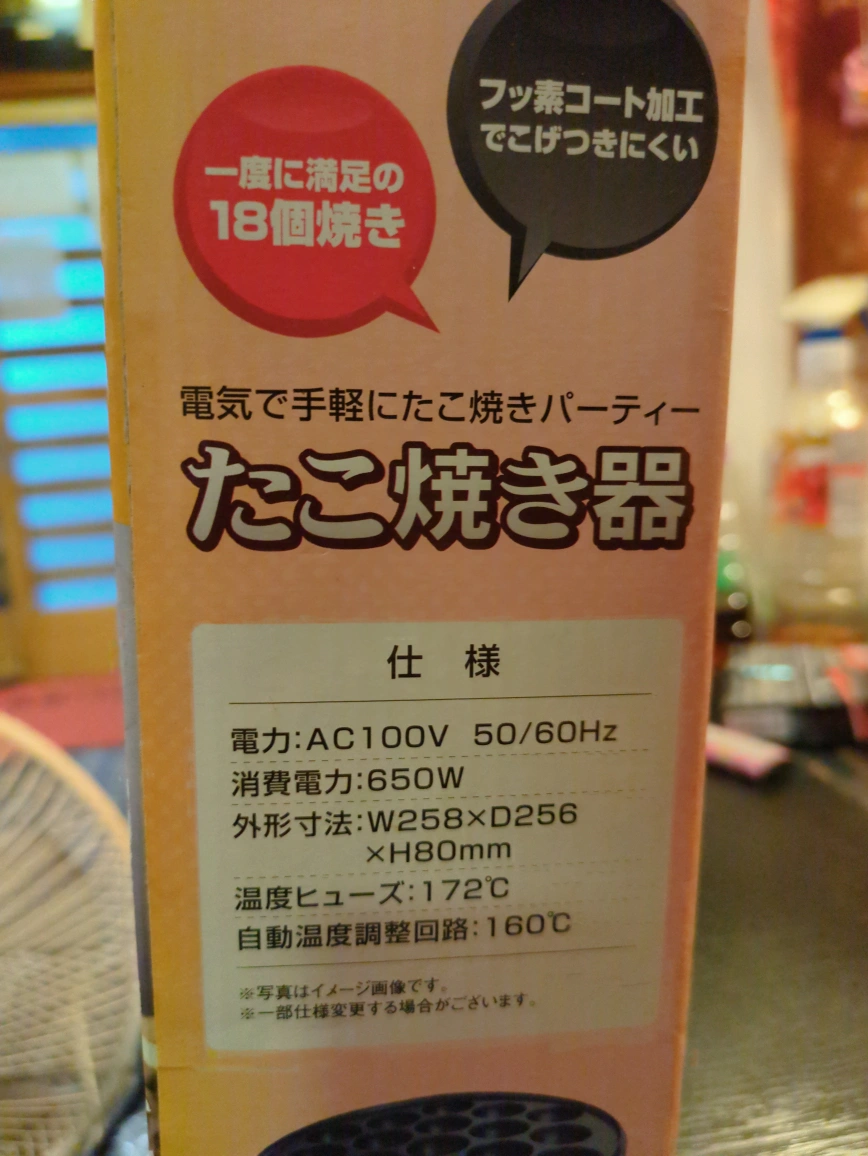 フッ素コート加工
でこげつきにくい
一度に満足の
18個焼き
電気で手軽にたこ焼きパーティー
たこ焼き器
仕 様
電力:AC100V 50/60Hz
消費電力:650W
外形寸法:W258×D256
×H80mm
温度ヒューズ:172℃
自動温度調整回路:160℃
※写真はイメージ画像です。
※一部仕様変更する場合がございます。